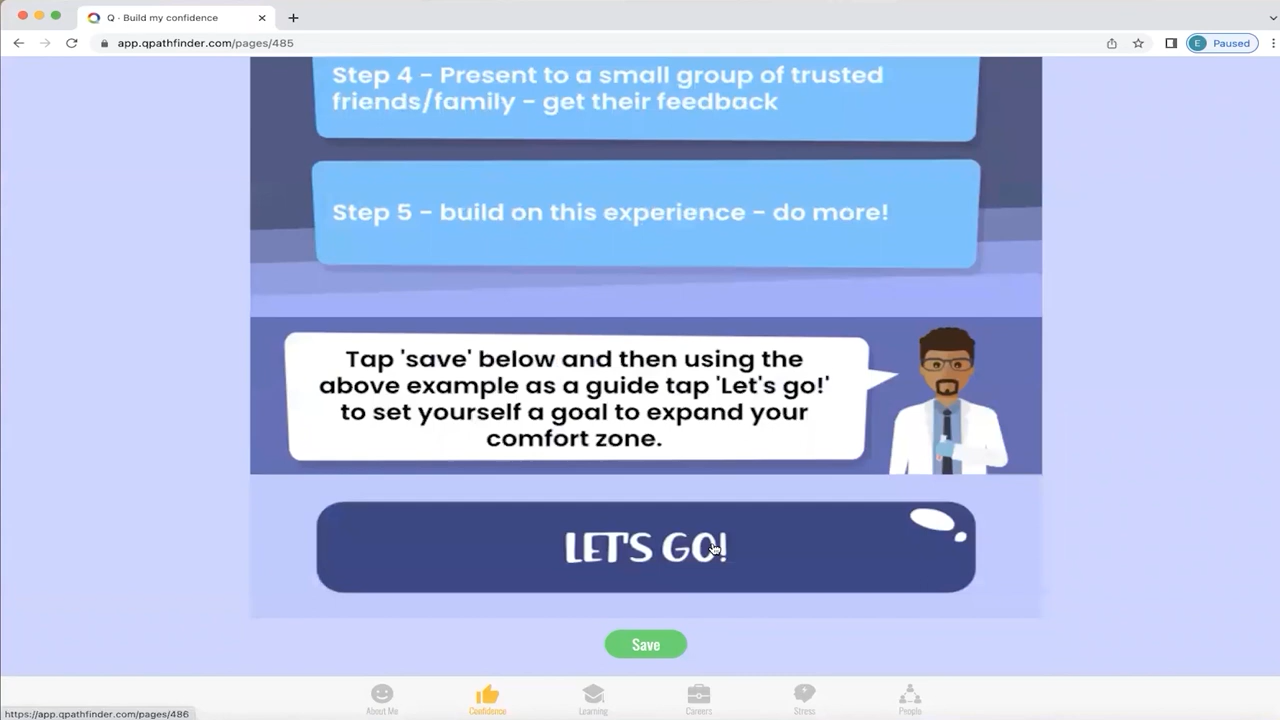 Q - Build my confidence
app.qpathfinder.com/pages/485
E Paused
Step 4 - Present to a small group of trusted
friends/family - get their feedback
Step 5 - build on this experience - do more!
Tap 'save' below and then using the
above example as a guide tap 'Let's go!'
to set yourself a goal to expand your
comfort zone.
LET'S GO!
Save
About Me Confidence Learning Careers Stress People
https://app.qpathfinder.com/pages/486